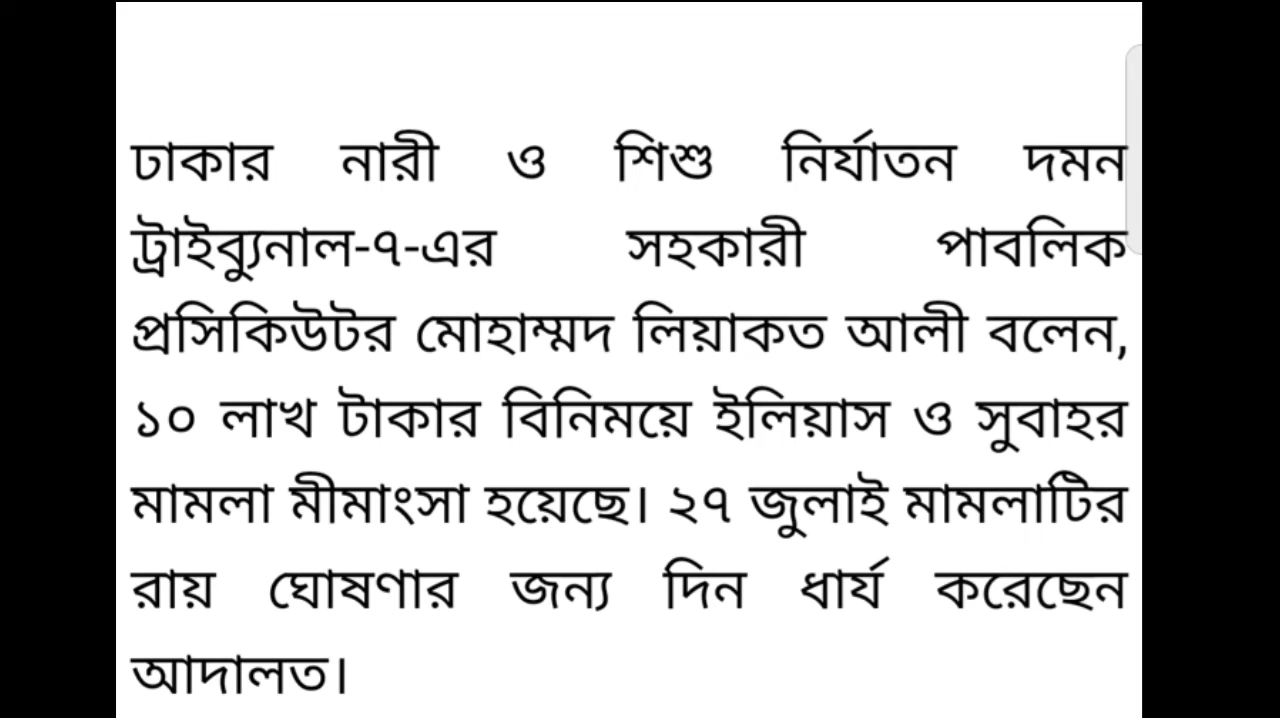 ঢাকার নারী ও শিশু নির্যাতন দমন
ট্রাইব্যুনাল-৭-এর সহকারী পাবলিক
প্রসিকিউটর মোহাম্মদ লিয়াকত আলী বলেন,
১০ লাখ টাকার বিনিময়ে ইলিয়াস ও সুবাহর
মামলা মীমাংসা হয়েছে। ২৭ জুলাই মামলাটির
রায় ঘোষণার জন্য দিন ধার্য করেছেন
আদালত।